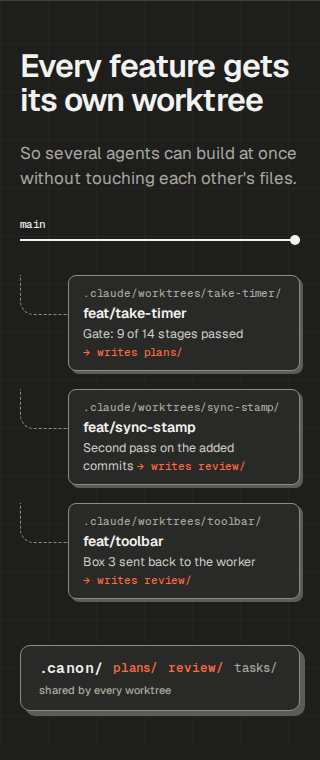 Every feature gets
its own worktree
So several agents can build at once
without touching each other's files.
main
.claude/worktrees/take-timer/
feat/take-timer
Gate: 9 of 14 stages passed
→ writes plans/
.claude/worktrees/sync-stamp/
feat/sync-stamp
Second pass on the added
commits → writes review/
.claude/worktrees/toolbar/
feat/toolbar
Box 3 sent back to the worker
→ writes review/
.canon/ plans/ review/ tasks/
shared by every worktree